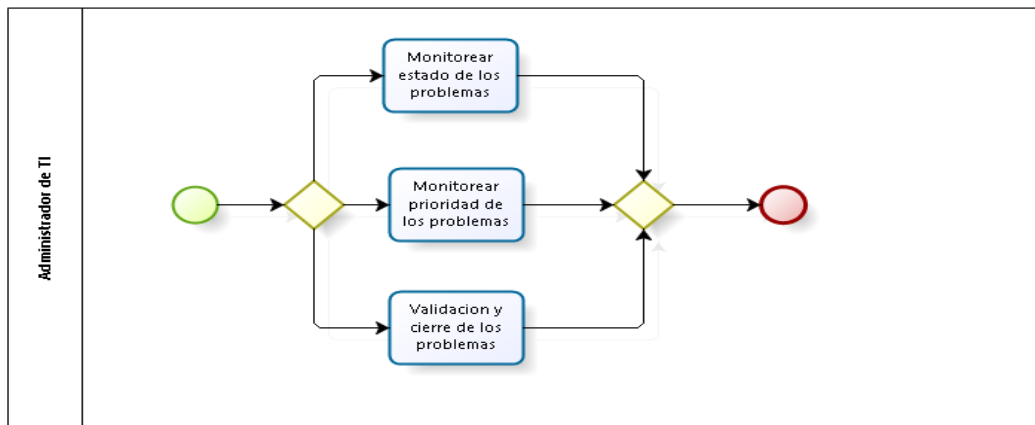 Administrador de TI
Monitorear
estado de los
problemas
Monitorear
prioridad de
los problemas
Validacion y
cierre de los
problemas